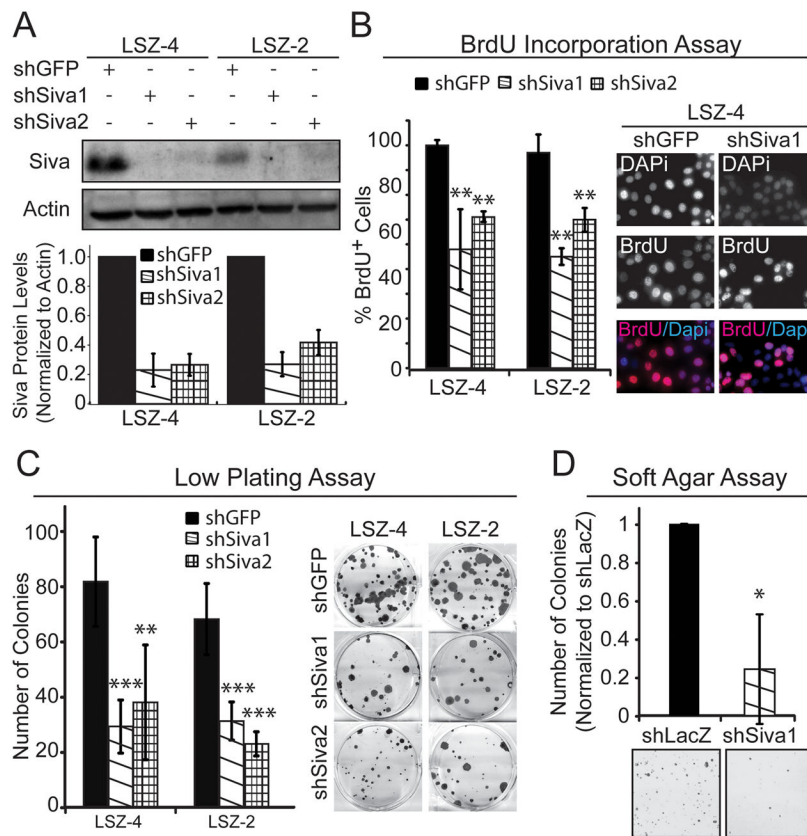 A
LSZ-4 LSZ-2
shGFP + - - + - -
shSiva1 - + - - + -
shSiva2 - - + - - +
Siva
Actin
Siva Protein Levels
(Normalized to Actin)
1.0
0.8
0.6
0.4
0.2
0
shGFP
shSiva1
shSiva2
LSZ-4 LSZ-2
B
BrdU Incorporation Assay
shGFP shSiva1 shSiva2
% BrdU+ Cells
100
80
60
40
20
0
** **
** **
LSZ-4 LSZ-2
LSZ-4
shGFP shSiva1
DAPi DAPi
BrdU BrdU
BrdU/Dapi BrdU/Dap
C
Low Plating Assay
Number of Colonies
100
80
60
40
20
0
shGFP
shSiva1
shSiva2
*** **
*** ***
LSZ-4 LSZ-2
LSZ-4 LSZ-2
shGFP
shSiva1
shSiva2
D
Soft Agar Assay
Number of Colonies
(Normalized to shLacZ)
1
0.8
0.6
0.4
0.2
0
*
shLacZ shSiva1